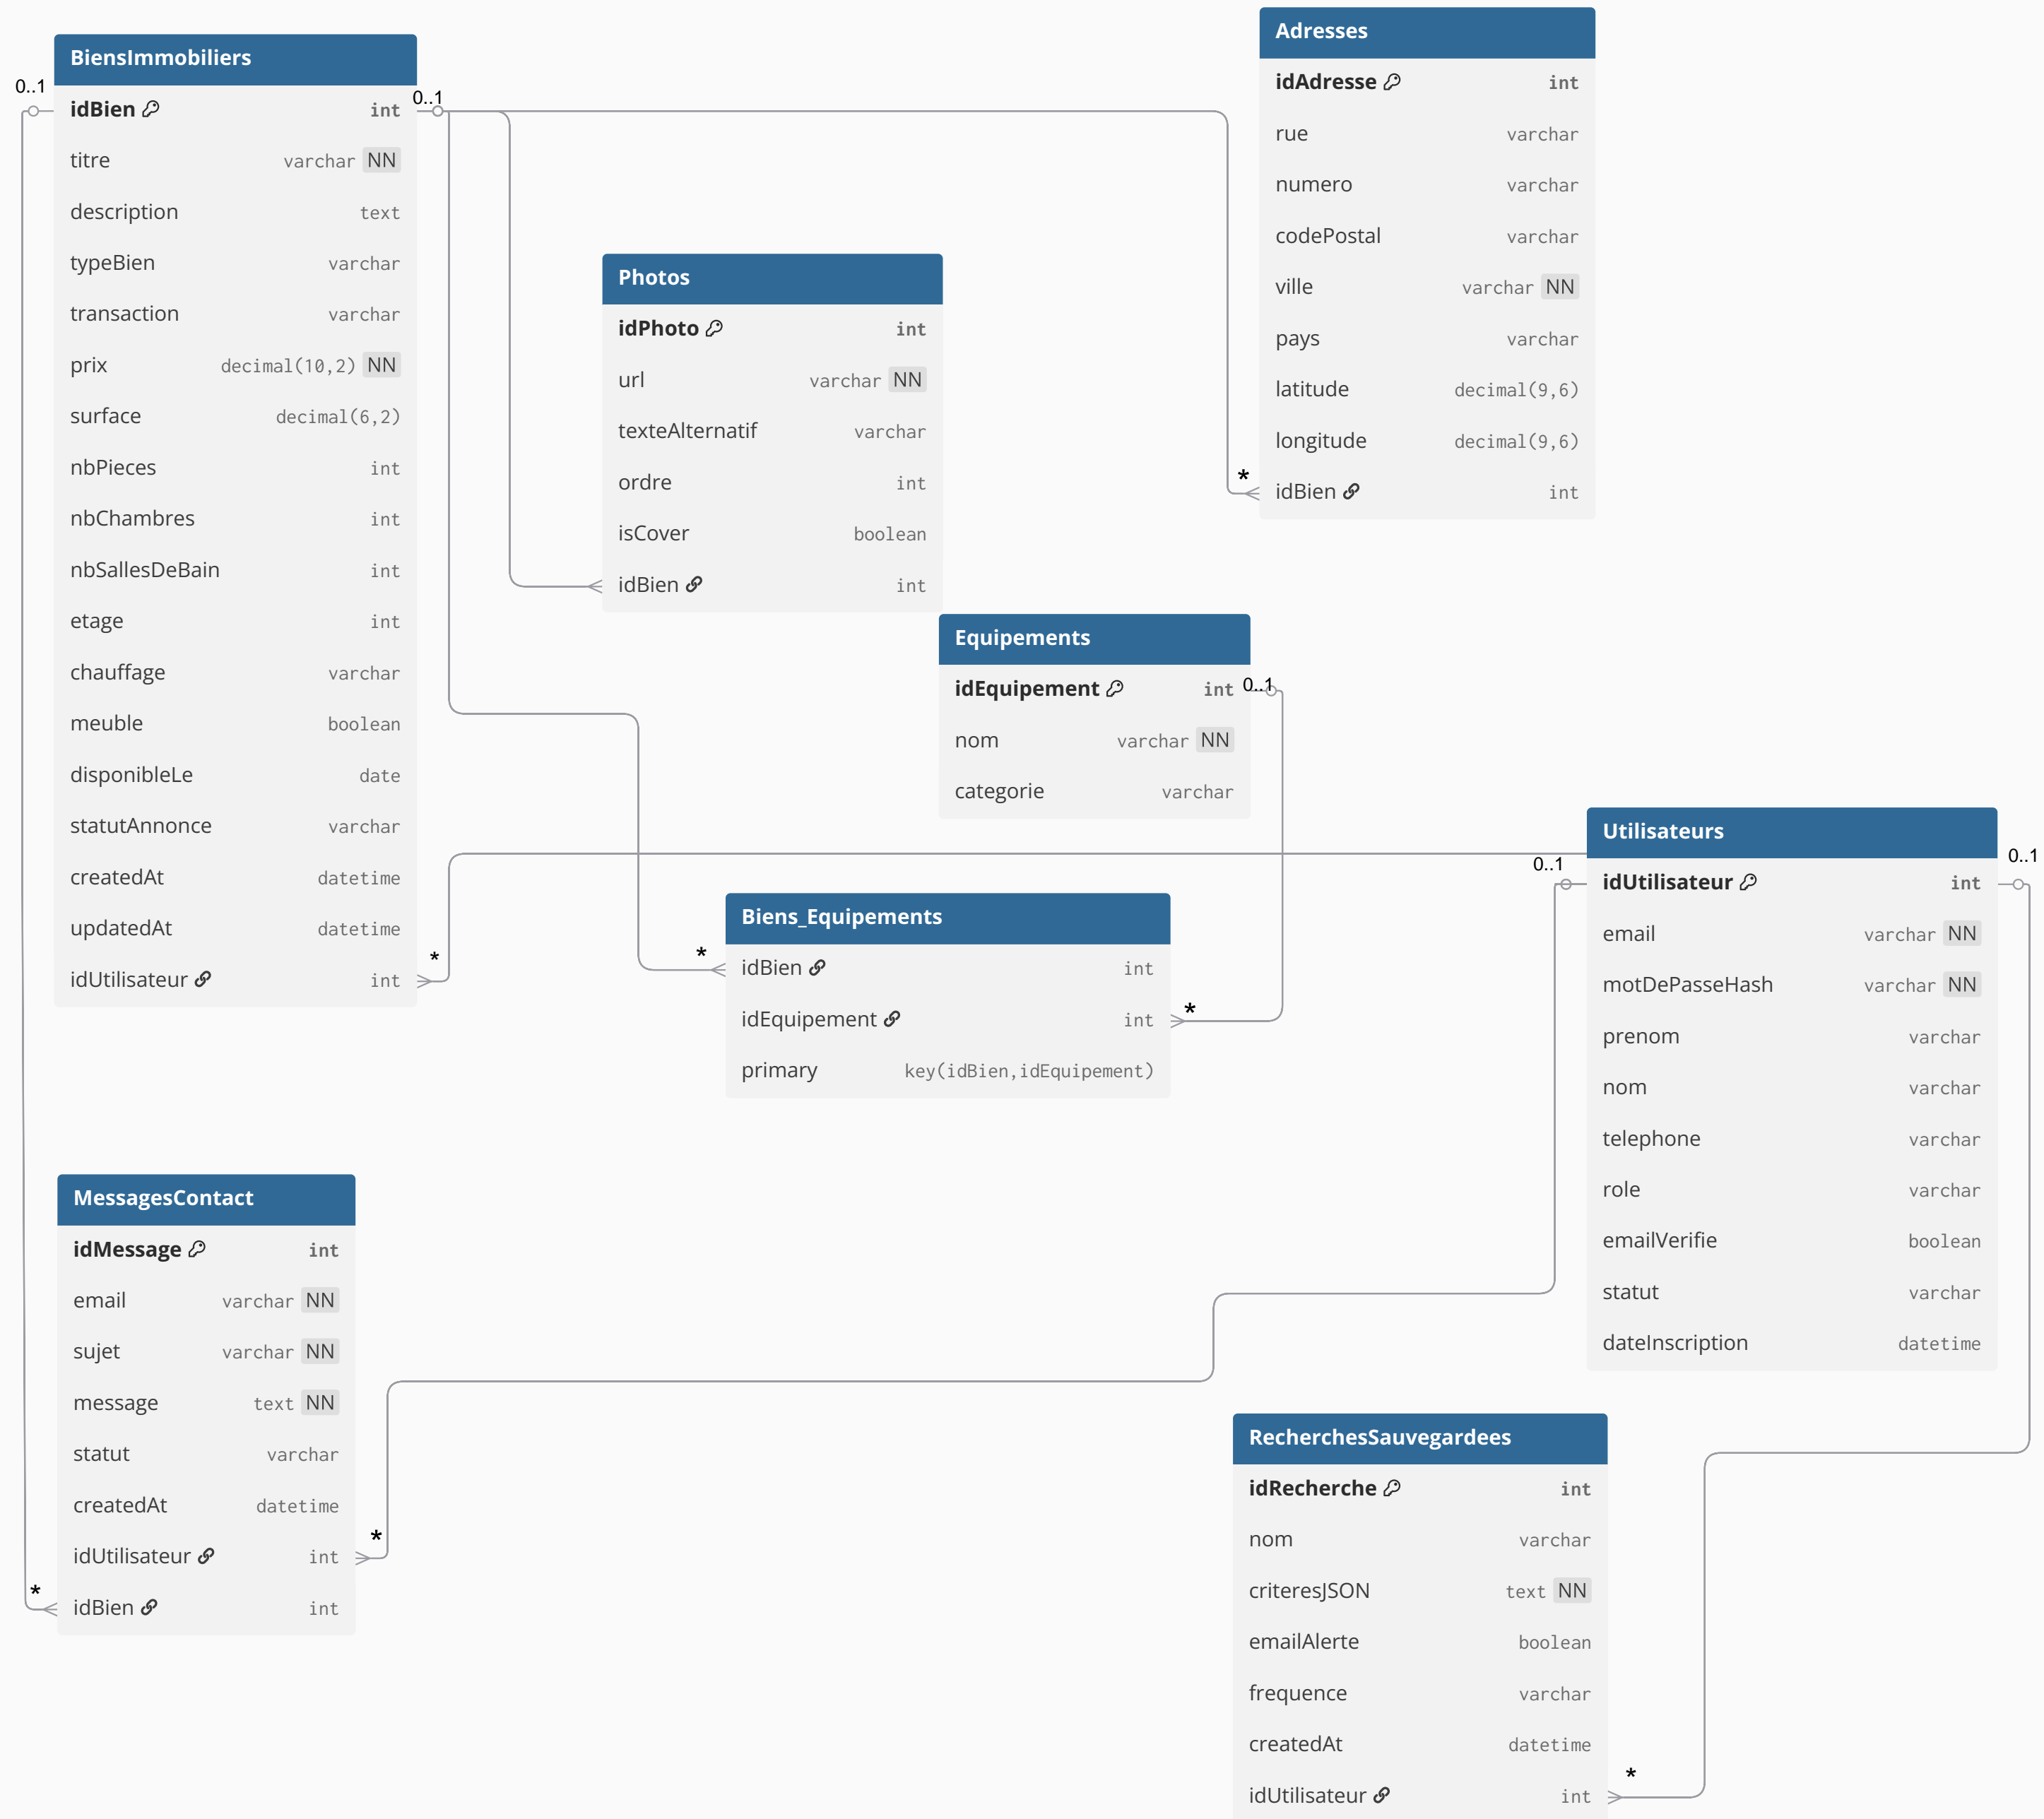 BiensImmobiliers
0..1
idBien int
0..1
titre varchar NN
description text
typeBien varchar
transaction varchar
prix decimal(10,2) NN
surface decimal(6,2)
nbPieces int
nbChambres int
nbSallesDeBain int
etage int
chauffage varchar
meuble boolean
disponibleLe date
statutAnnonce varchar
createdAt datetime
updatedAt datetime
*
idUtilisateur int
Adresses
idAdresse int
rue varchar
numero varchar
codePostal varchar
ville varchar NN
pays varchar
latitude decimal(9,6)
longitude decimal(9,6)
*
idBien int
Photos
idPhoto int
url varchar NN
texteAlternatif varchar
ordre int
isCover boolean
idBien int
Equipements
idEquipement int 0..1
nom varchar NN
categorie varchar
Biens_Equipements
*
idBien int
idEquipement int *
primary key(idBien,idEquipement)
Utilisateurs
0..1
0..1
idUtilisateur int
email varchar NN
motDePasseHash varchar NN
prenom varchar
nom varchar
telephone varchar
role varchar
emailVerifie boolean
statut varchar
dateInscription datetime
MessagesContact
idMessage int
email varchar NN
sujet varchar NN
message text NN
statut varchar
createdAt datetime
*
idUtilisateur int
*
idBien int
RecherchesSauvegardees
idRecherche int
nom varchar
criteresJSON text NN
emailAlerte boolean
frequence varchar
createdAt datetime
*
idUtilisateur int